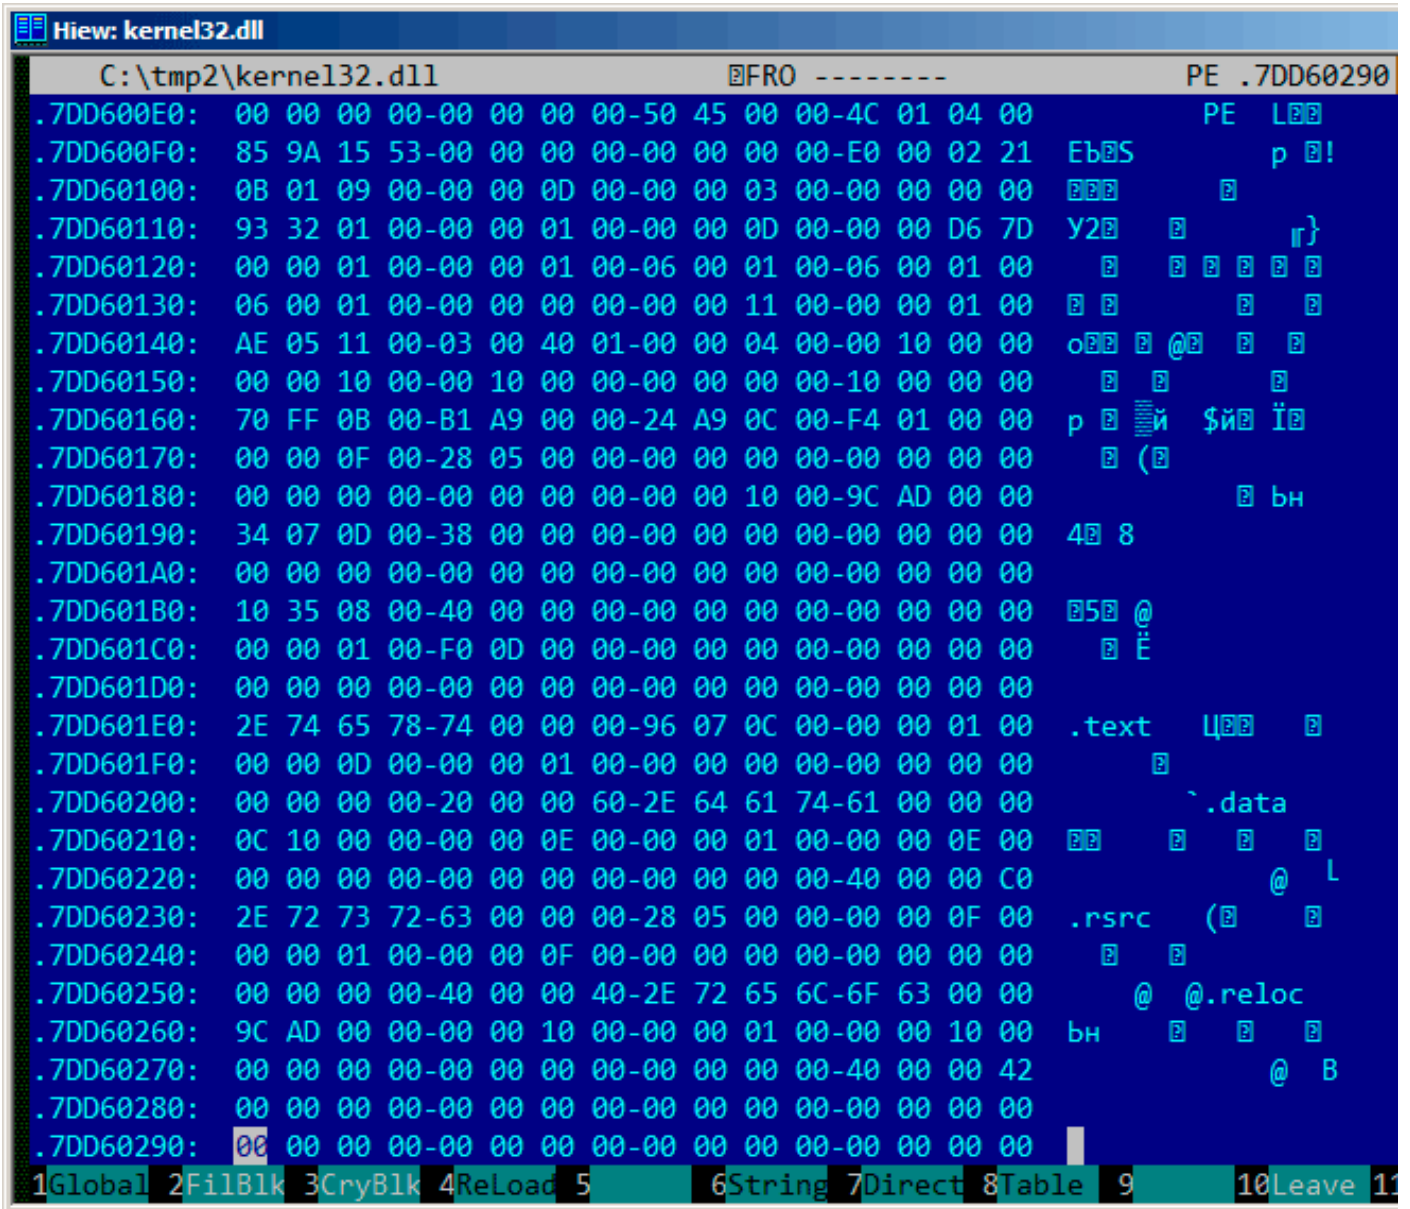 Hiew: kernel32.dll
C:\tmp2\kernel32.dll FRO -------- PE .7DD60290
.7DD600E0: 00 00 00 00-00 00 00 00-50 45 00 00-4C 01 04 00 PE L
.7DD600F0: 85 9A 15 53-00 00 00 00-00 00 00 00-E0 00 02 21 ЕЪS р !
.7DD60100: 0B 01 09 00-00 00 0D 00-00 00 03 00-00 00 00 00
.7DD60110: 93 32 01 00-00 00 01 00-00 00 0D 00-00 00 D6 7D У2 ╓}
.7DD60120: 00 00 01 00-00 00 01 00-06 00 01 00-06 00 01 00
.7DD60130: 06 00 01 00-00 00 00 00-00 00 11 00-00 00 01 00
.7DD60140: AE 05 11 00-03 00 40 01-00 00 04 00-00 10 00 00 о @
.7DD60150: 00 00 10 00-00 10 00 00-00 00 00 00-10 00 00 00
.7DD60160: 70 FF 0B 00-B1 A9 00 00-24 A9 0C 00-F4 01 00 00 p ▒й $й Ї
.7DD60170: 00 00 0F 00-28 05 00 00-00 00 00 00-00 00 00 00 (
.7DD60180: 00 00 00 00-00 00 00 00-00 00 10 00-9C AD 00 00 Ьн
.7DD60190: 34 07 0D 00-38 00 00 00-00 00 00 00-00 00 00 00 4 8
.7DD601A0: 00 00 00 00-00 00 00 00-00 00 00 00-00 00 00 00
.7DD601B0: 10 35 08 00-40 00 00 00-00 00 00 00-00 00 00 00 5 @
.7DD601C0: 00 00 01 00-F0 0D 00 00-00 00 00 00-00 00 00 00 Ё
.7DD601D0: 00 00 00 00-00 00 00 00-00 00 00 00-00 00 00 00
.7DD601E0: 2E 74 65 78-74 00 00 00-96 07 0C 00-00 00 01 00 .text Ц
.7DD601F0: 00 00 0D 00-00 00 01 00-00 00 00 00-00 00 00 00
.7DD60200: 00 00 00 00-20 00 00 60-2E 64 61 74-61 00 00 00 `.data
.7DD60210: 0C 10 00 00-00 00 0E 00-00 00 01 00-00 00 0E 00
.7DD60220: 00 00 00 00-00 00 00 00-00 00 00 00-40 00 00 C0 @ └
.7DD60230: 2E 72 73 72-63 00 00 00-28 05 00 00-00 00 0F 00 .rsrc (
.7DD60240: 00 00 01 00-00 00 0F 00-00 00 00 00-00 00 00 00
.7DD60250: 00 00 00 00-40 00 00 40-2E 72 65 6C-6F 63 00 00 @ @.reloc
.7DD60260: 9C AD 00 00-00 00 10 00-00 00 01 00-00 00 10 00 Ьн
.7DD60270: 00 00 00 00-00 00 00 00-00 00 00 00-40 00 00 42 @ B
.7DD60280: 00 00 00 00-00 00 00 00-00 00 00 00-00 00 00 00
.7DD60290: 00 00 00 00-00 00 00 00-00 00 00 00-00 00 00 00
1Global 2FilBlk 3CryBlk 4ReLoad 5 6String 7Direct 8Table 9 10Leave 11